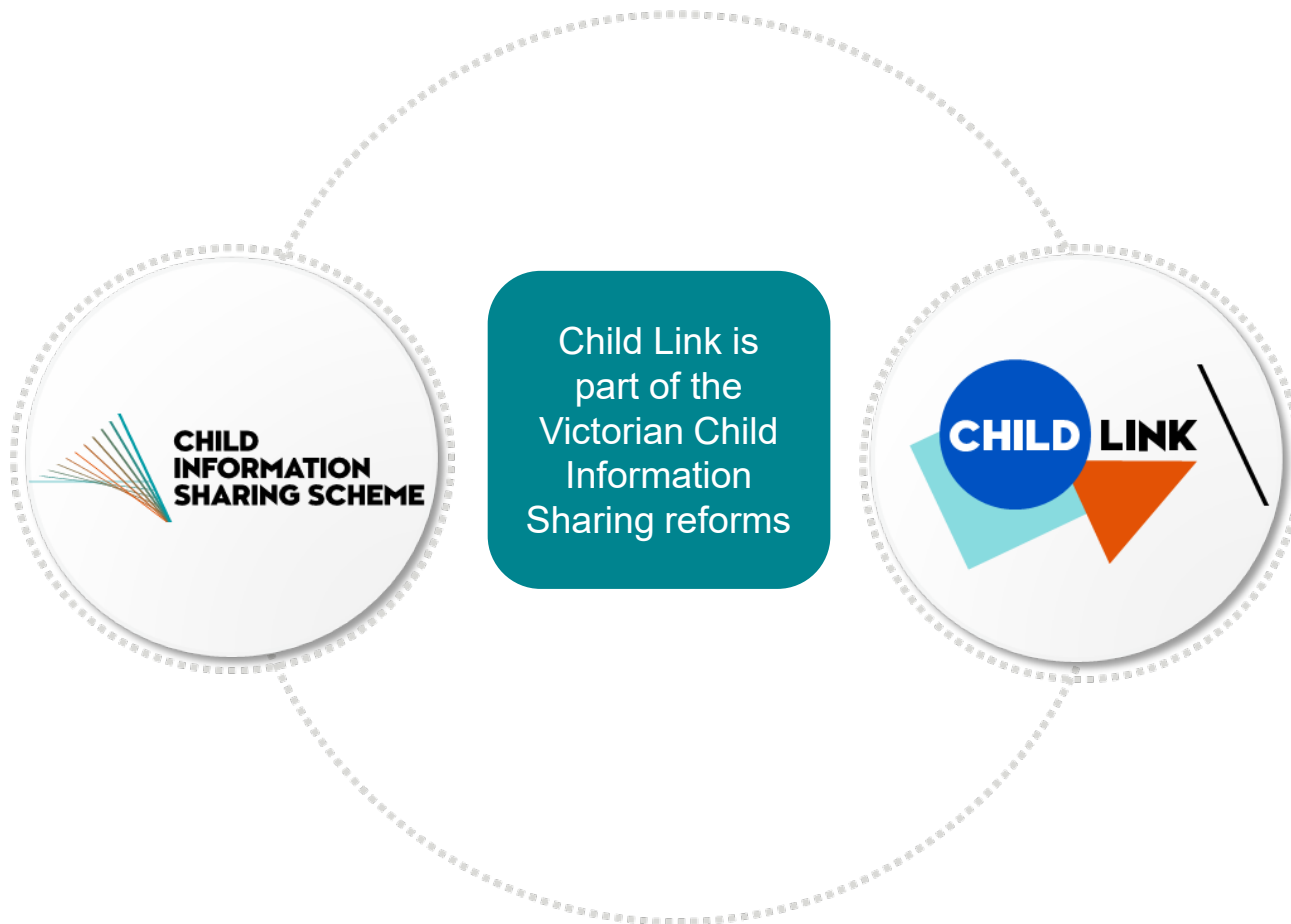 CHILD
INFORMATION
SHARING SCHEME
Child Link is
part of the
Victorian Child
Information
Sharing reforms
CHILD LINK